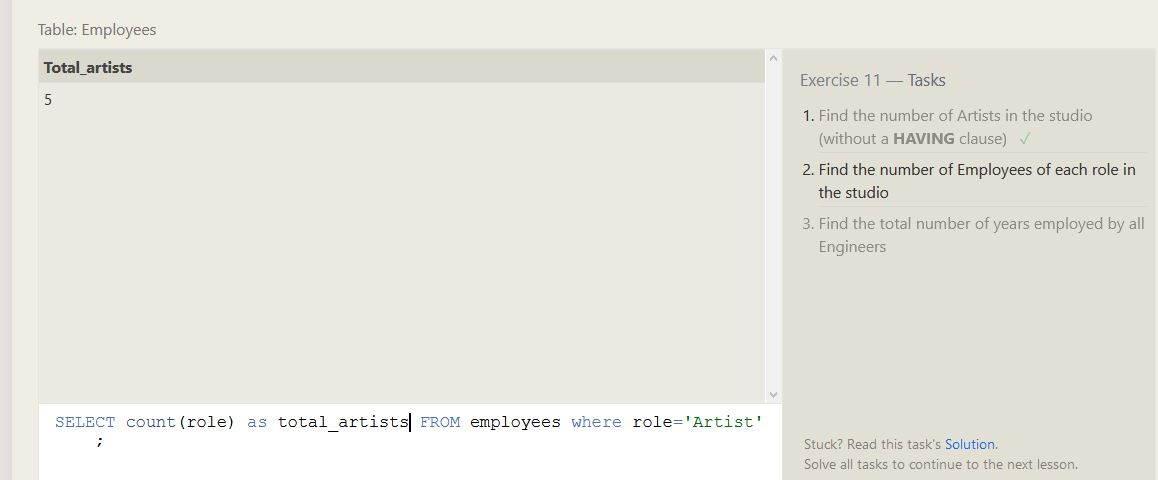 Table: Employees
Total_artists
5
Exercise 11 — Tasks
1. Find the number of Artists in the studio
(without a HAVING clause) ✓
2. Find the number of Employees of each role in
the studio
3. Find the total number of years employed by all
Engineers
SELECT count(role) as total_artists FROM employees where role='Artist'
;
Stuck? Read this task's Solution.
Solve all tasks to continue to the next lesson.